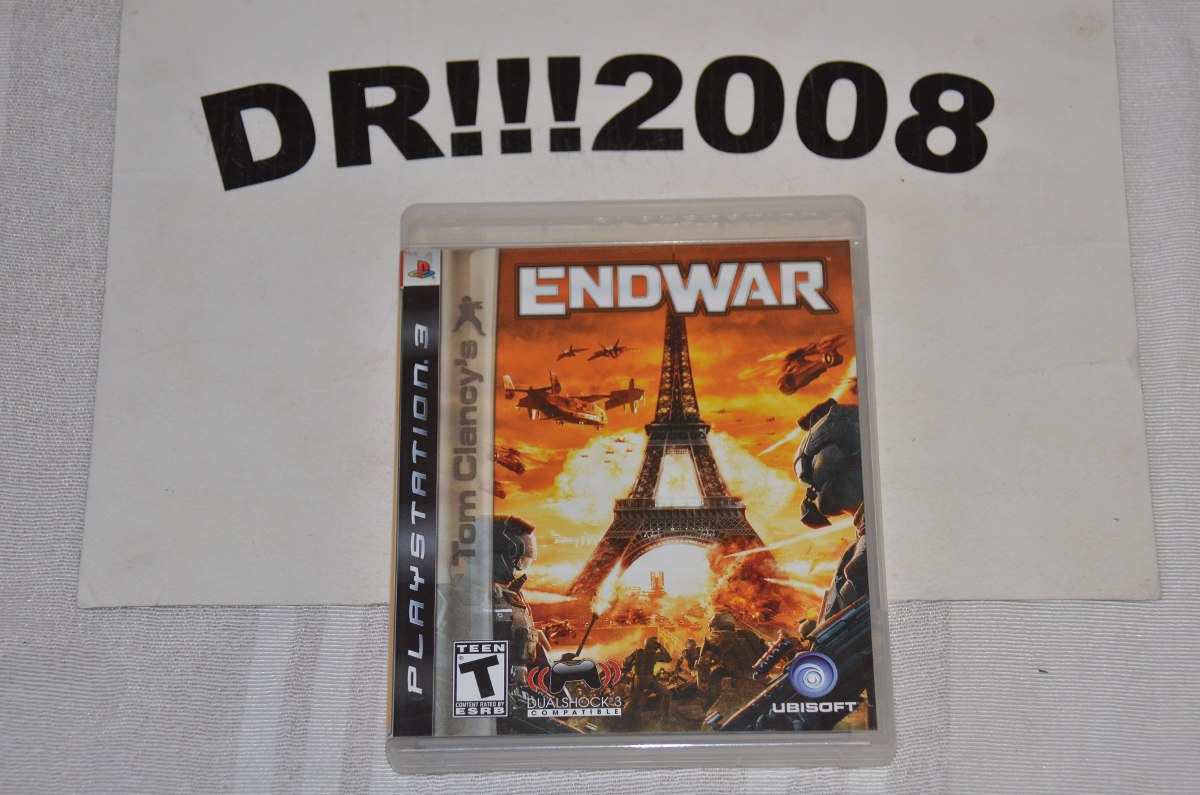 DR!!!2008
ENDWAR
Tom Clancy's
PLAYSTATION 3
TEEN
T
CONTENT RATED BY
ESRB
DUALSHOCK 3
COMPATIBLE
UBISOFT